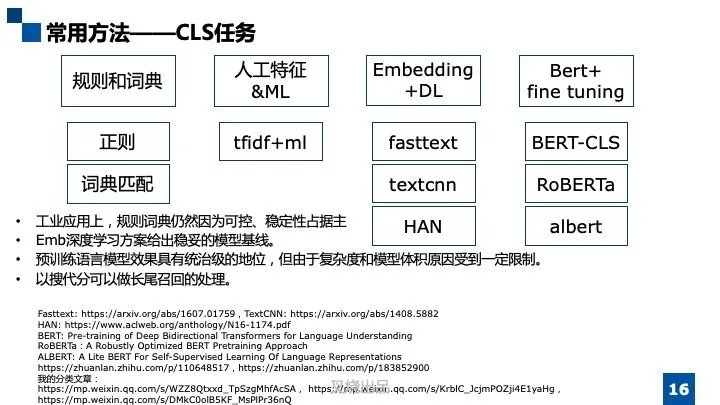 常用方法——CLS任务
规则和词典
人工特征
&ML
Embedding
+DL
Bert+
fine tuning
正则
tfidf+ml
fasttext
BERT-CLS
词典匹配
textcnn
RoBERTa
HAN
albert
• 工业应用上，规则词典仍然因为可控、稳定性占据主
• Emb深度学习方案给出稳妥的模型基线。
• 预训练语言模型效果具有统治级的地位，但由于复杂度和模型体积原因受到一定限制。
• 以搜代分可以做长尾召回的处理。
Fasttext: https://arxiv.org/abs/1607.01759，TextCNN: https://arxiv.org/abs/1408.5882
HAN: https://www.aclweb.org/anthology/N16-1174.pdf
BERT: Pre-training of Deep Bidirectional Transformers for Language Understanding
RoBERTa：A Robustly Optimized BERT Pretraining Approach
ALBERT: A Lite BERT For Self-Supervised Learning Of Language Representations
https://zhuanlan.zhihu.com/p/110648517，https://zhuanlan.zhihu.com/p/183852900
我的分类文章：
https://mp.weixin.qq.com/s/WZZ8Qtxxd_TpSzgMhfAcSA， https://mp.weixin.qq.com/s/KrblC_JcjmPOZji4E1yaHg，
https://mp.weixin.qq.com/s/DMkC0olB5KF_MsPlPr36nQ
16